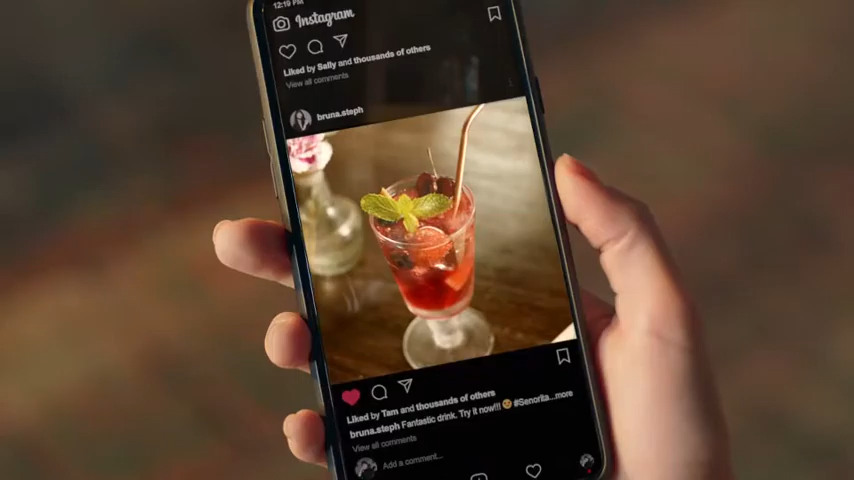 12:19 PM
Instagram
Liked by Sally and thousands of others
View all comments
bruna.steph
Liked by Tam and thousands of others
bruna.steph Fantastic drink. Try it now!!! 😍 #Senorita...more
View all comments
Add a comment...